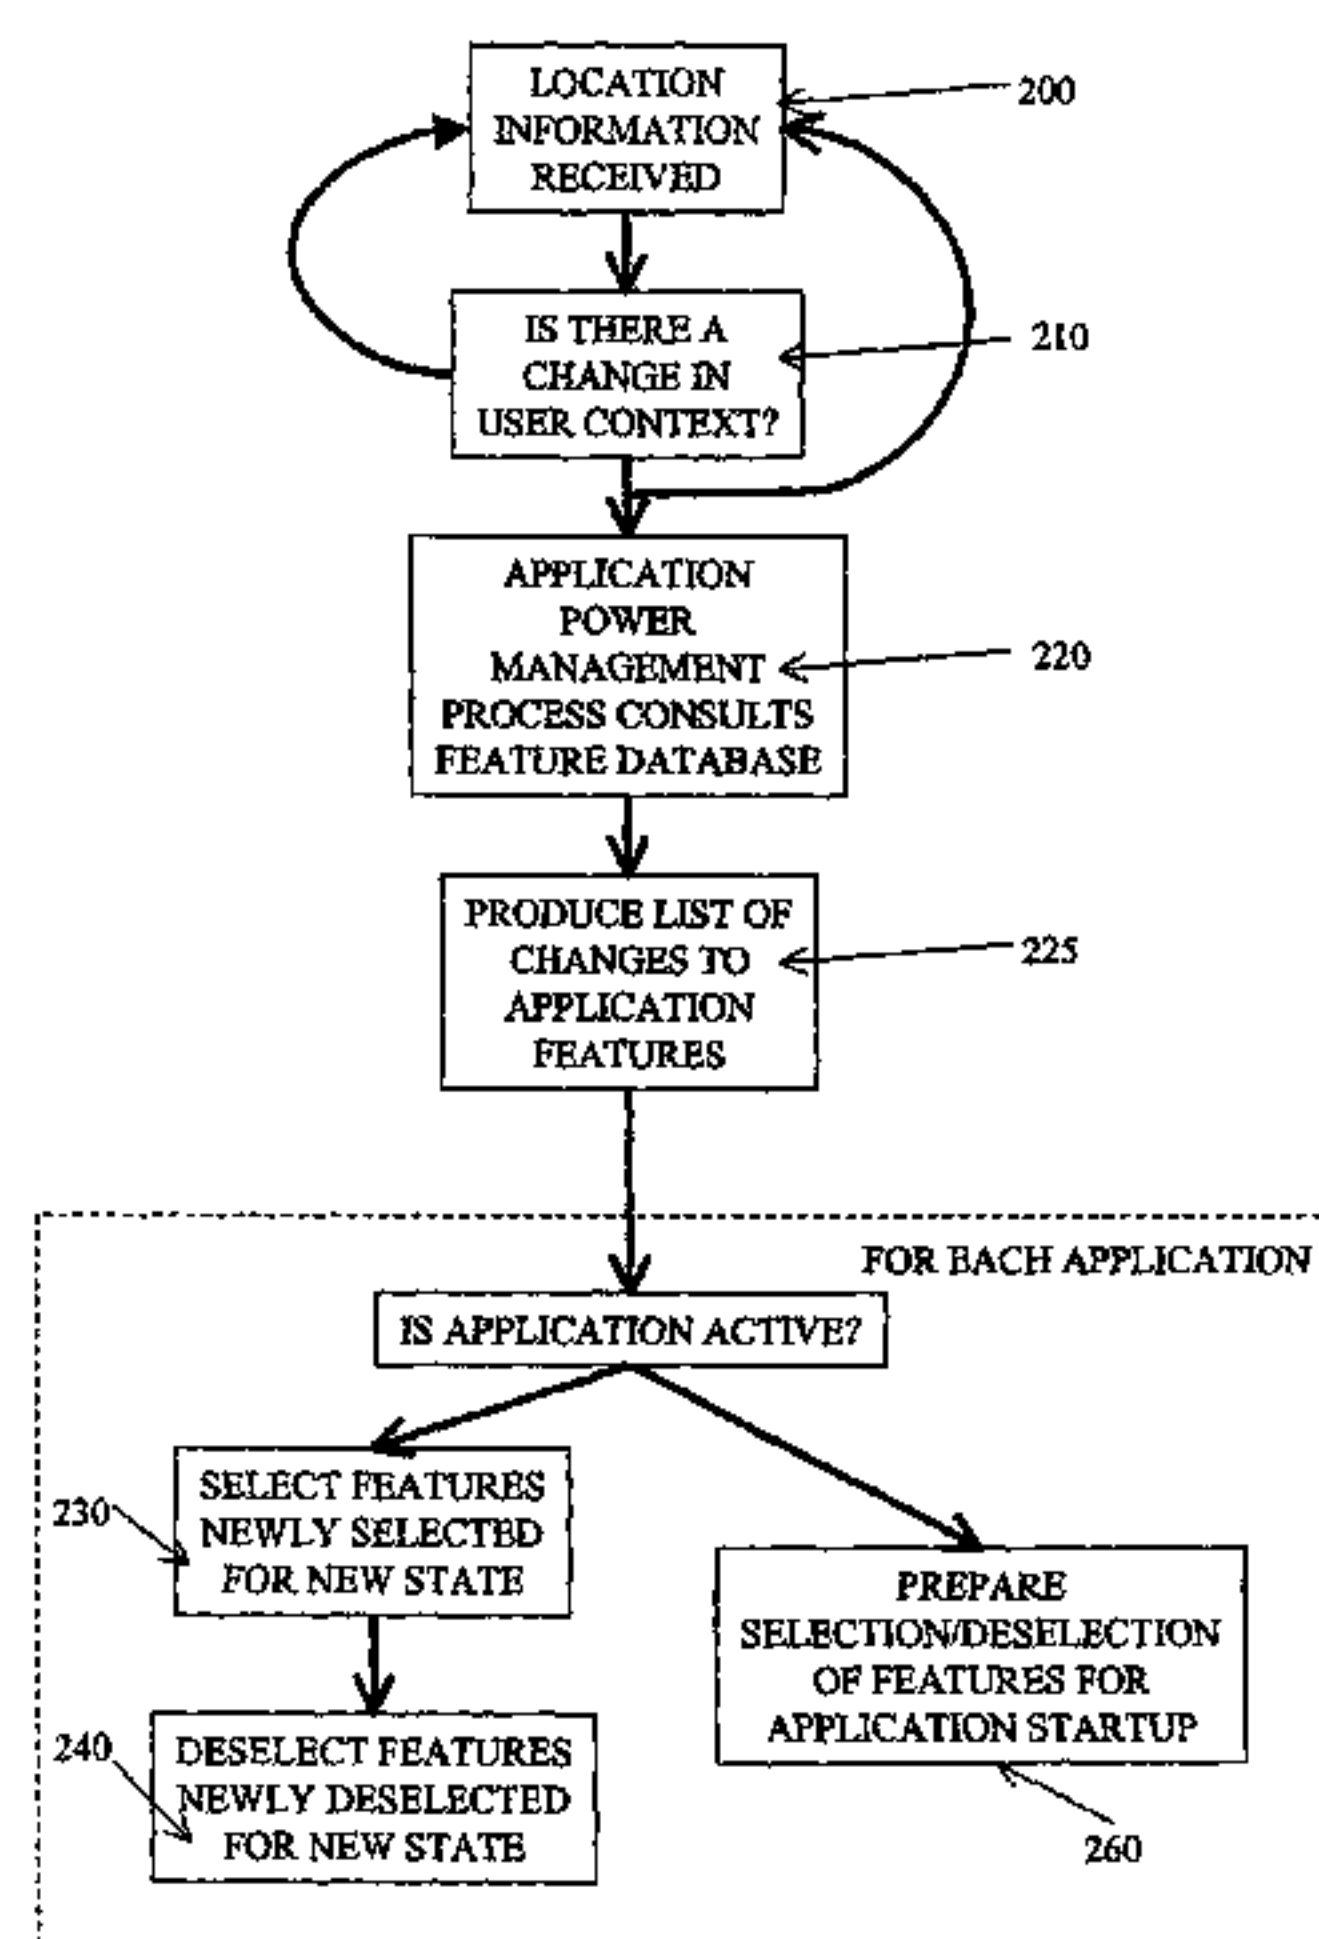 LOCATION
INFORMATION
RECEIVED
200
IS THERE A
CHANGE IN
USER CONTEXT?
210
APPLICATION
POWER
MANAGEMENT
PROCESS CONSULTS
FEATURE DATABASE
220
PRODUCE LIST OF
CHANGES TO
APPLICATION
FEATURES
225
FOR EACH APPLICATION
IS APPLICATION ACTIVE?
SELECT FEATURES
NEWLY SELECTED
FOR NEW STATE
230
PREPARE
SELECTION/DESELECTION
OF FEATURES FOR
APPLICATION STARTUP
260
DESELECT FEATURES
NEWLY DESELECTED
FOR NEW STATE
240